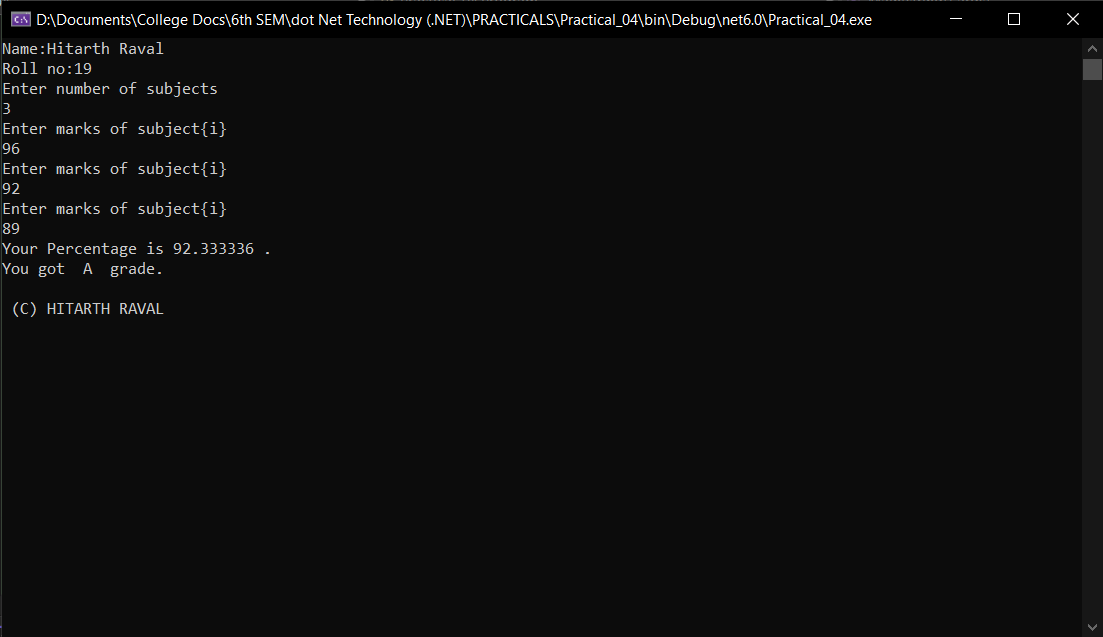 D:\Documents\College Docs\6th SEM\dot Net Technology (.NET)\PRACTICALS\Practical_04\bin\Debug\net6.0\Practical_04.exe
Name:Hitarth Raval
Roll no:19
Enter number of subjects
3
Enter marks of subject{i}
96
Enter marks of subject{i}
92
Enter marks of subject{i}
89
Your Percentage is 92.333336 .
You got  A  grade.
(C) HITARTH RAVAL